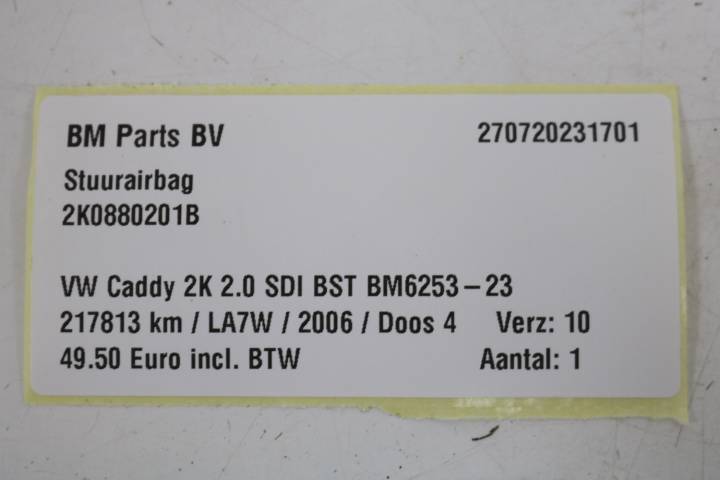 BM Parts BV 270720231701
Stuurairbag
2K0880201B
VW Caddy 2K 2.0 SDI BST BM6253-23
217813 km / LA7W / 2006 / Doos 4 Verz: 10
49.50 Euro incl. BTW Aantal: 1